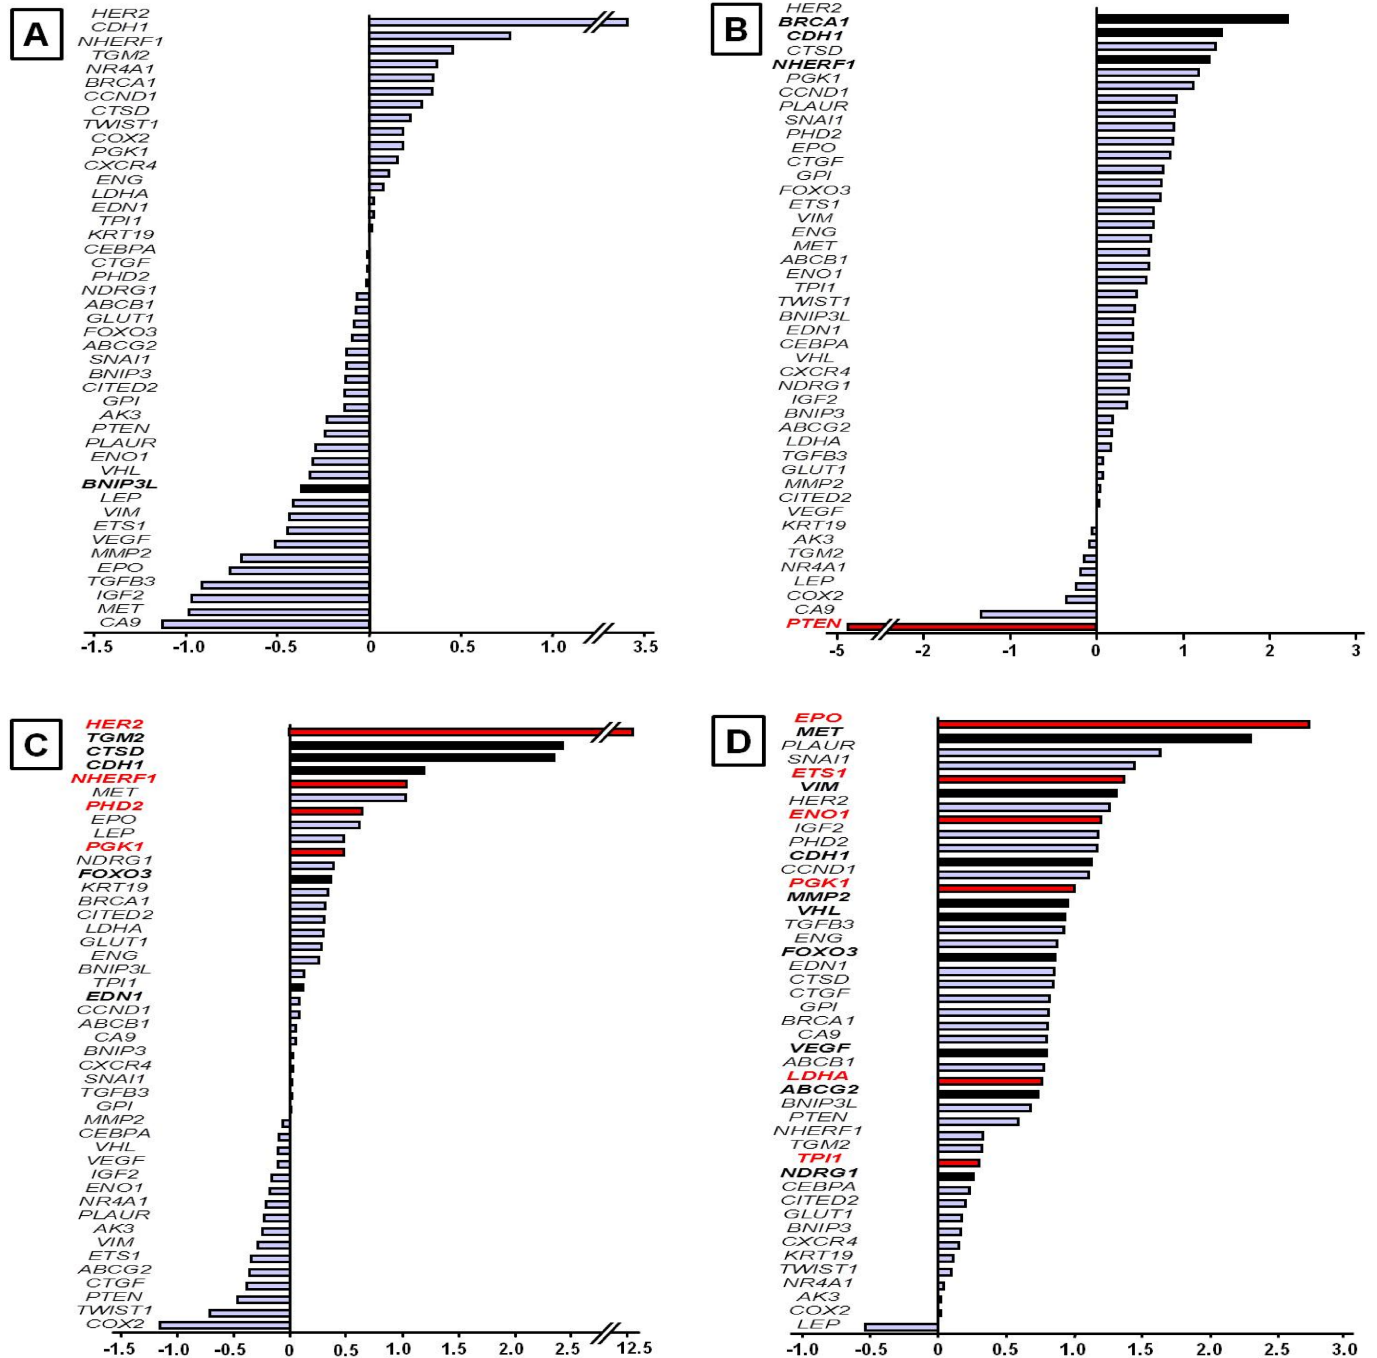 A
HER2
CDH1
NHERF1
TGM2
NR4A1
BRCA1
CCND1
CTSD
TWIST1
COX2
PGK1
CXCR4
ENG
LDHA
EDN1
TPI1
KRT19
CEBPA
CTGF
PHD2
NDRG1
ABCB1
GLUT1
FOXO3
ABCG2
SNAI1
BNIP3
CITED2
GPI
AK3
PTEN
PLAUR
ENO1
VHL
BNIP3L
LEP
VIM
ETS1
VEGF
MMP2
EPO
TGFB3
IGF2
MET
CA9
-1.5 -1.0 -0.5 0 0.5 1.0 3.5
B
HER2
BRCA1
CDH1
CTSD
NHERF1
PGK1
CCND1
PLAUR
SNAI1
PHD2
EPO
CTGF
GPI
FOXO3
ETS1
VIM
ENG
MET
ABCB1
ENO1
TPI1
TWIST1
BNIP3L
EDN1
CEBPA
VHL
CXCR4
NDRG1
IGF2
BNIP3
ABCG2
LDHA
TGFB3
GLUT1
MMP2
CITED2
VEGF
KRT19
AK3
TGM2
NR4A1
LEP
COX2
CA9
PTEN
-5 -2 -1 0 1 2 3
C
HER2
TGM2
CTSD
CDH1
NHERF1
MET
PHD2
EPO
LEP
PGK1
NDRG1
FOXO3
KRT19
BRCA1
CITED2
LDHA
GLUT1
ENG
BNIP3L
TPI1
EDN1
CCND1
ABCB1
CA9
BNIP3
CXCR4
SNAI1
TGFB3
GPI
MMP2
CEBPA
VHL
VEGF
IGF2
ENO1
NR4A1
PLAUR
AK3
VIM
ETS1
ABCG2
CTGF
PTEN
TWIST1
COX2
-1.5 -1.0 -0.5 0 0.5 1.0 1.5 2.0 2.5 12.5
D
EPO
MET
PLAUR
SNAI1
ETS1
VIM
HER2
ENO1
IGF2
PHD2
CDH1
CCND1
PGK1
MMP2
VHL
TGFB3
ENG
FOXO3
EDN1
CTSD
CTGF
GPI
BRCA1
CA9
VEGF
ABCB1
LDHA
ABCG2
BNIP3L
PTEN
NHERF1
TGM2
TPI1
NDRG1
CEBPA
CITED2
GLUT1
BNIP3
CXCR4
KRT19
TWIST1
NR4A1
AK3
COX2
LEP
-1.0 -0.5 0 0.5 1.0 1.5 2.0 2.5 3.0